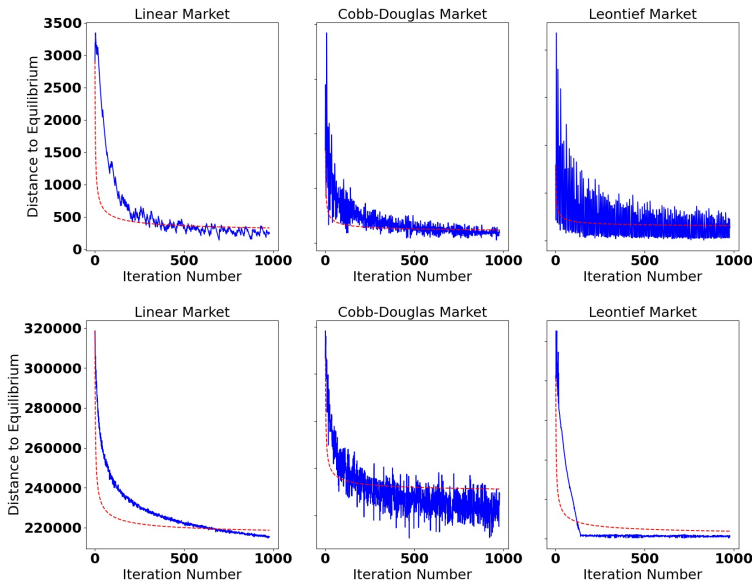 Linear Market Cobb-Douglas Market Leontief Market
Distance to Equilibrium
3500
3000
2500
2000
1500
1000
500
0
0 500 1000 0 500 1000 0 500 1000
Iteration Number Iteration Number Iteration Number
Linear Market Cobb-Douglas Market Leontief Market
Distance to Equilibrium
320000
300000
280000
260000
240000
220000
0 500 1000 0 500 1000 0 500 1000
Iteration Number Iteration Number Iteration Number